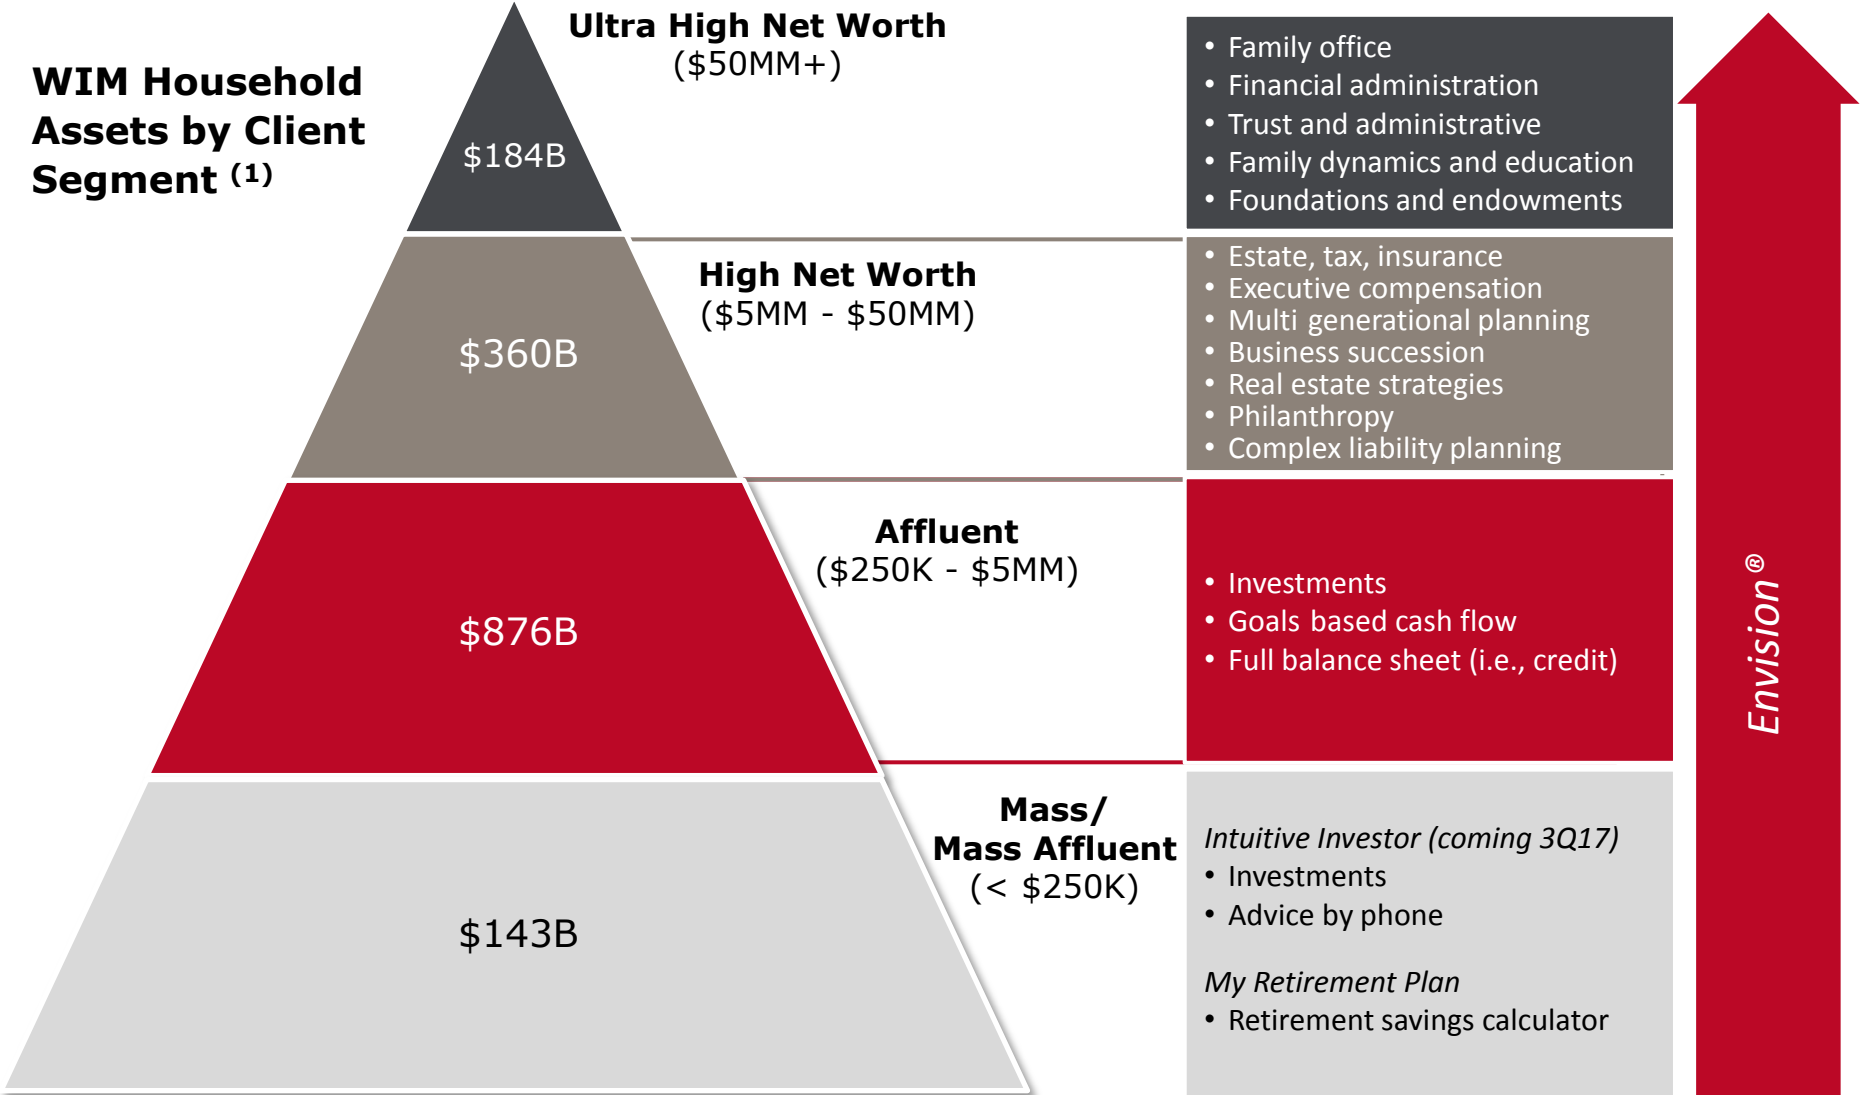 WIM Household
Assets by Client
Segment (1)
Ultra High Net Worth
($50MM+)
$184B
• Family office
• Financial administration
• Trust and administrative
• Family dynamics and education
• Foundations and endowments
High Net Worth
($5MM - $50MM)
$360B
• Estate, tax, insurance
• Executive compensation
• Multi generational planning
• Business succession
• Real estate strategies
• Philanthropy
• Complex liability planning
Affluent
($250K - $5MM)
$876B
• Investments
• Goals based cash flow
• Full balance sheet (i.e., credit)
Mass/
Mass Affluent
(< $250K)
$143B
Intuitive Investor (coming 3Q17)
• Investments
• Advice by phone
My Retirement Plan
• Retirement savings calculator
Envision®